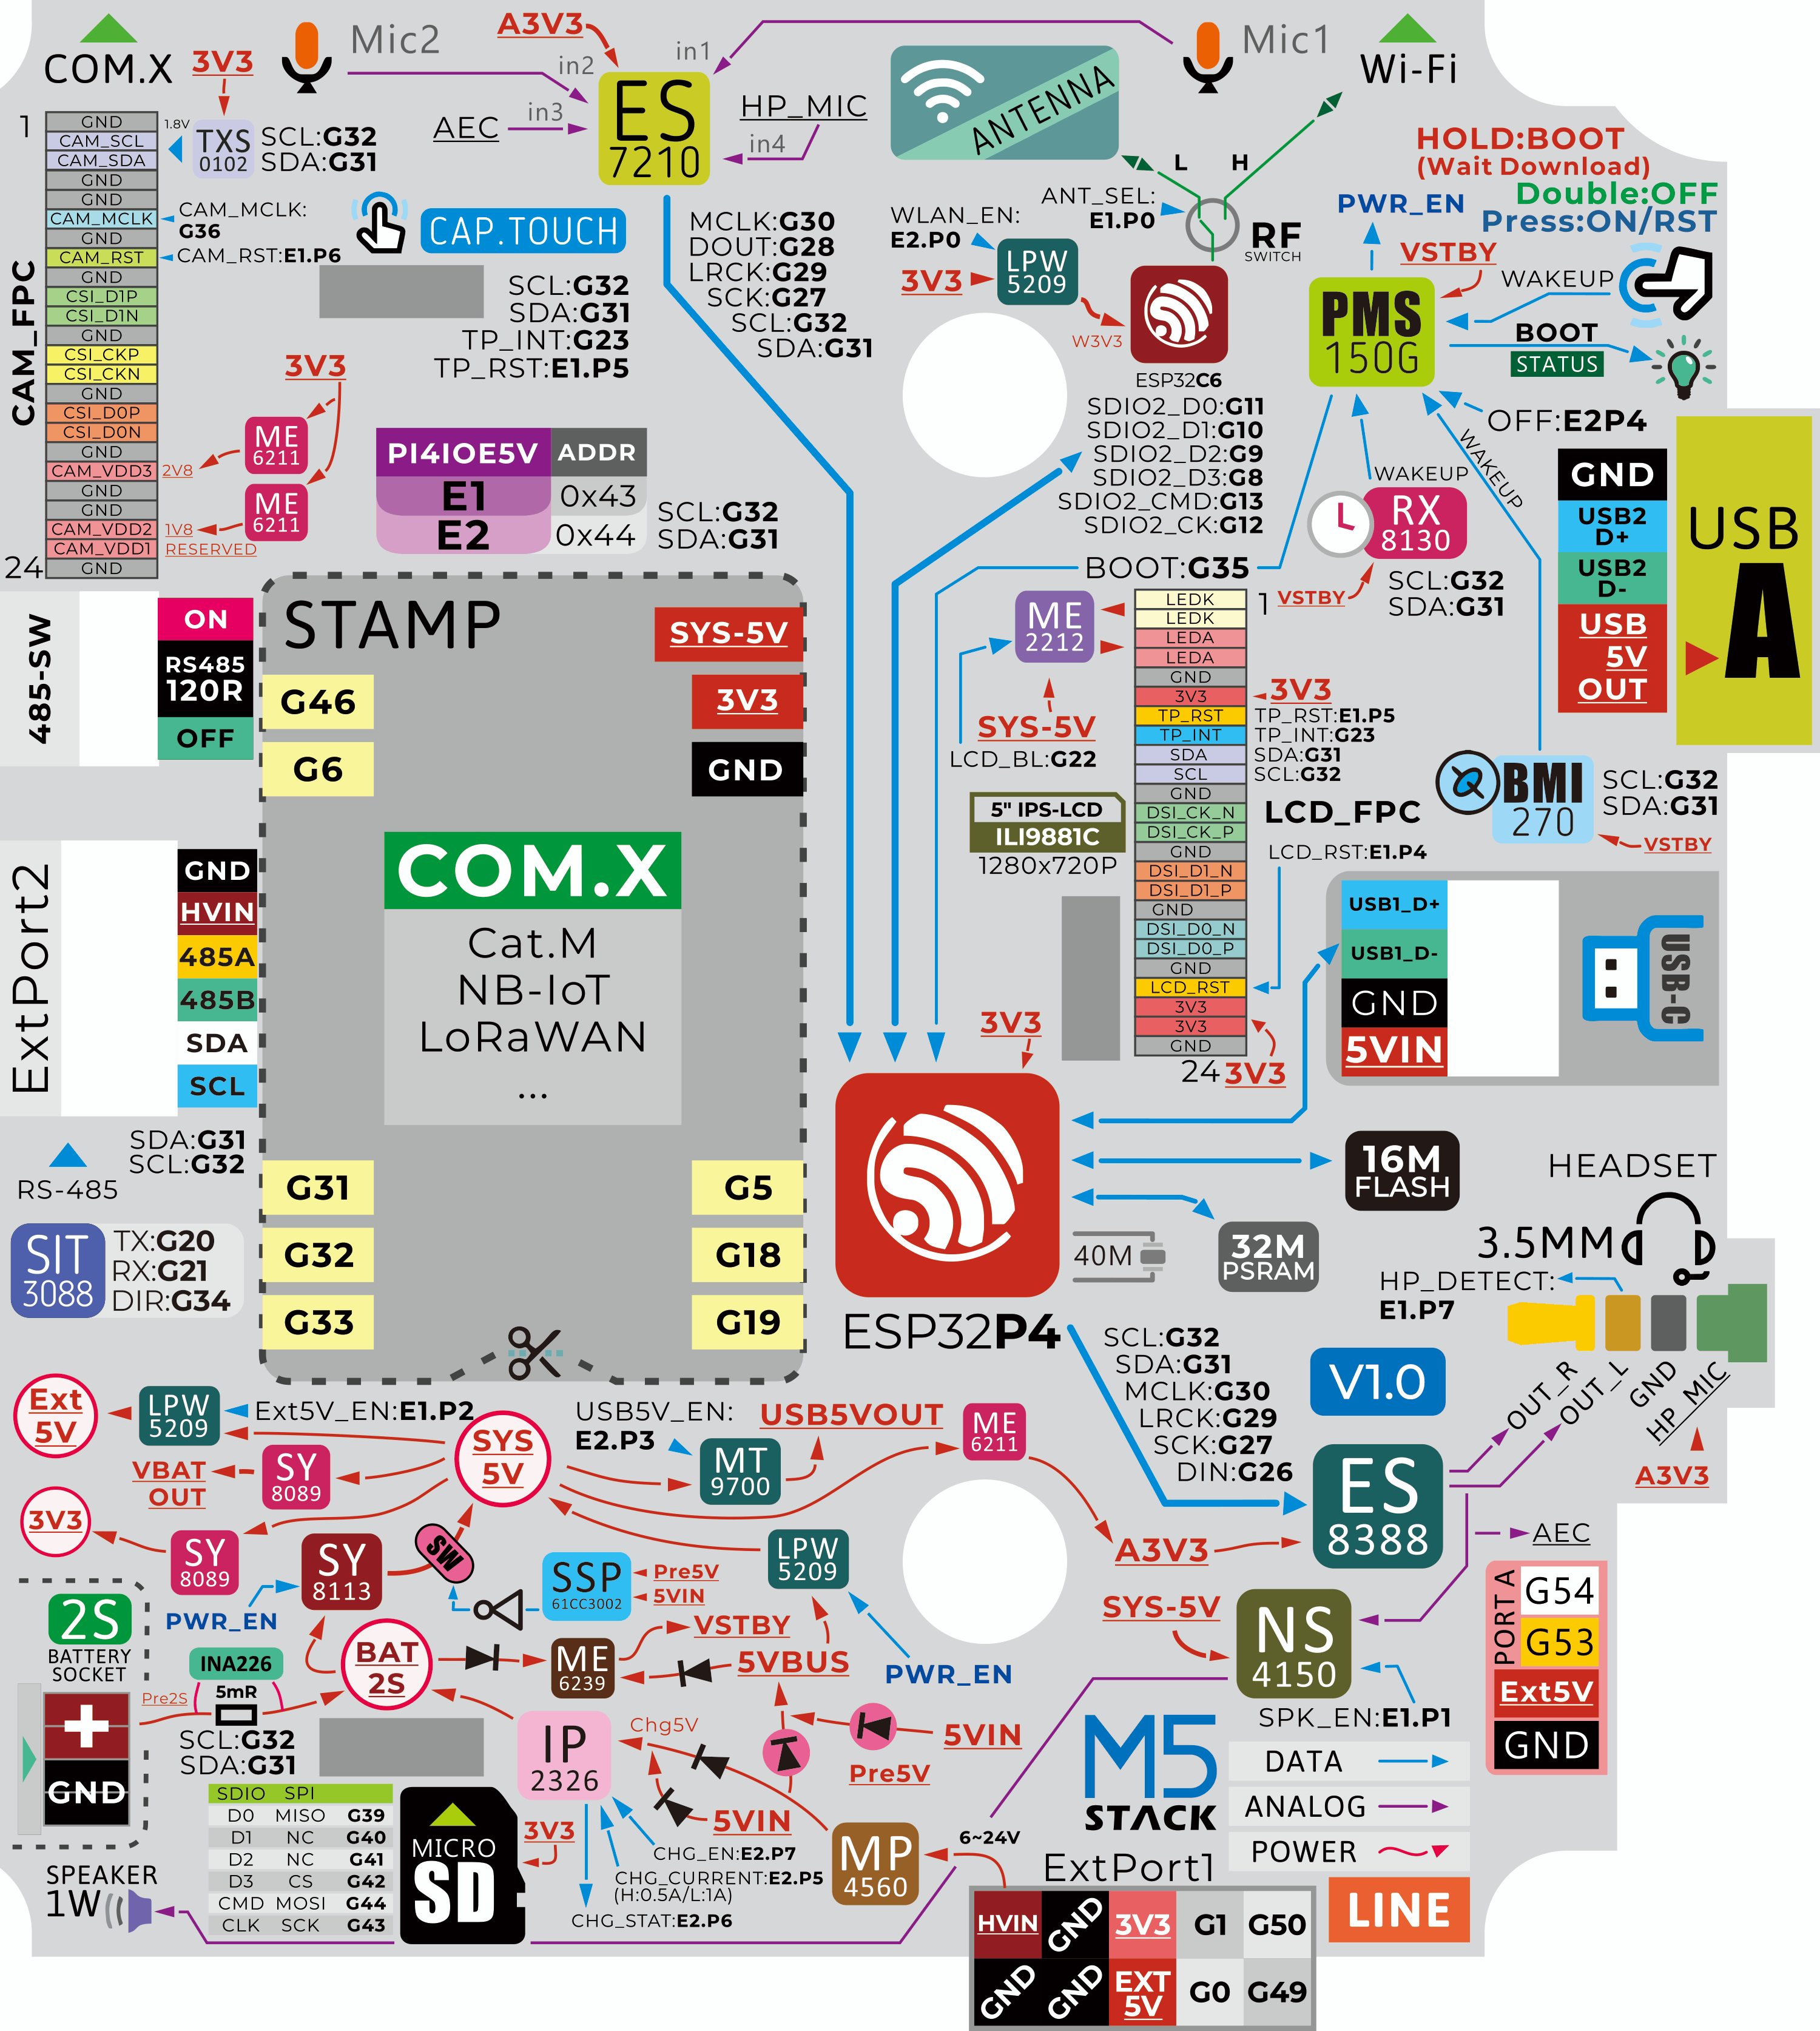 COM.X
3V3
Mic2
A3V3
in2
in1
Mic1
Wi-Fi
1
GND
CAM_SCL
CAM_SDA
GND
GND
CAM_MCLK
GND
CAM_RST
GND
CSI_D1P
CSI_D1N
GND
CSI_CKP
CSI_CKN
GND
CSI_D0P
CSI_D0N
GND
CAM_VDD3
GND
GND
CAM_VDD2
CAM_VDD1
GND
24
CAM_FPC
1.8V
TXS
0102
SCL:G32
SDA:G31
CAM_MCLK:
G36
CAM_RST:E1.P6
3V3
ME
6211
2V8
ME
6211
1V8
RESERVED
AEC
in3
ES
7210
HP_MIC
in4
ANTENNA
L
H
CAP.TOUCH
SCL:G32
SDA:G31
TP_INT:G23
TP_RST:E1.P5
MCLK:G30
DOUT:G28
LRCK:G29
SCK:G27
SCL:G32
SDA:G31
PI4IOE5V
ADDR
E1
0x43
E2
0x44
SCL:G32
SDA:G31
WLAN_EN:
E2.P0
3V3
LPW
5209
W3V3
ANT_SEL:
E1.P0
RF
SWITCH
ESP32C6
SDIO2_D0:G11
SDIO2_D1:G10
SDIO2_D2:G9
SDIO2_D3:G8
SDIO2_CMD:G13
SDIO2_CK:G12
HOLD:BOOT
(Wait Download)
Double:OFF
Press:ON/RST
PWR_EN
VSTBY
PMS
150G
WAKEUP
BOOT
STATUS
OFF:E2P4
WAKEUP
WAKEUP
RX
8130
VSTBY
SCL:G32
SDA:G31
BOOT:G35
GND
USB2
D+
USB2
D-
USB
5V
OUT
USB
A
BMI
270
SCL:G32
SDA:G31
VSTBY
485-SW
ON
RS485
120R
OFF
STAMP
SYS-5V
G46
3V3
G6
GND
COM.X
Cat.M
NB-IoT
LoRaWAN
...
G31
G5
G32
G18
G33
G19
ExtPort2
GND
HVIN
485A
485B
SDA
SCL
SDA:G31
SCL:G32
RS-485
SIT
3088
TX:G20
RX:G21
DIR:G34
ME
2212
SYS-5V
LCD_BL:G22
1
LEDK
LEDK
LEDA
LEDA
GND
3V3
TP_RST
TP_INT
SDA
SCL
GND
DSI_CK_N
DSI_CK_P
GND
DSI_D1_N
DSI_D1_P
GND
DSI_D0_N
DSI_D0_P
GND
LCD_RST
3V3
3V3
GND
24
3V3
3V3
TP_RST:E1.P5
TP_INT:G23
SDA:G31
SCL:G32
LCD_FPC
LCD_RST:E1.P4
5" IPS-LCD
ILI9881C
1280x720P
USB1_D+
USB1_D-
GND
5VIN
USB-C
3V3
ESP32P4
40M
16M
FLASH
32M
PSRAM
HEADSET
3.5MM
HP_DETECT:
E1.P7
OUT_R
OUT_L
GND
HP_MIC
A3V3
V1.0
SCL:G32
SDA:G31
MCLK:G30
LRCK:G29
SCK:G27
DIN:G26
ES
8388
AEC
A3V3
Ext
5V
LPW
5209
Ext5V_EN:E1.P2
SYS
5V
VBAT
OUT
SY
8089
3V3
SY
8089
SY
8113
PWR_EN
SW
USB5V_EN:
E2.P3
MT
9700
USB5VOUT
ME
6211
SSP
61CC3002
Pre5V
5VIN
LPW
5209
PWR_EN
2S
BATTERY
SOCKET
GND
Pre2S
INA226
5mR
SCL:G32
SDA:G31
BAT
2S
ME
6239
VSTBY
5VBUS
5VIN
Pre5V
IP
2326
Chg5V
5VIN
CHG_EN:E2.P7
CHG_CURRENT:E2.P5
(H:0.5A/L:1A)
CHG_STAT:E2.P6
MP
4560
6~24V
SYS-5V
NS
4150
SPK_EN:E1.P1
PORT A
G54
G53
Ext5V
GND
M5
STACK
DATA
ANALOG
POWER
LINE
ExtPort1
HVIN
GND
3V3
G1
G50
GND
GND
EXT
5V
G0
G49
SDIO SPI
D0 MISO G39
D1 NC G40
D2 NC G41
D3 CS G42
CMD MOSI G44
CLK SCK G43
MICRO
SD
3V3
SPEAKER
1W